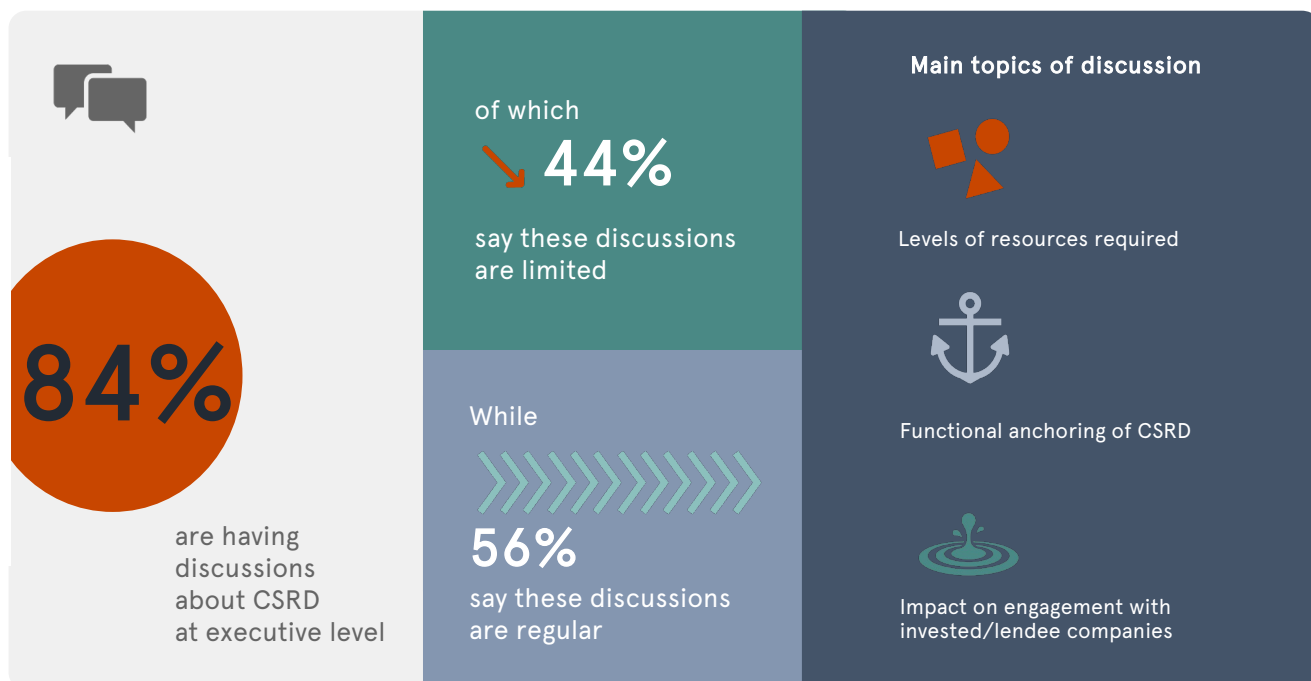 84%
are having
discussions
about CSRD
at executive level
of which
44%
say these discussions
are limited
While
56%
say these discussions
are regular
Main topics of discussion
Levels of resources required
Functional anchoring of CSRD
Impact on engagement with
invested/lendee companies